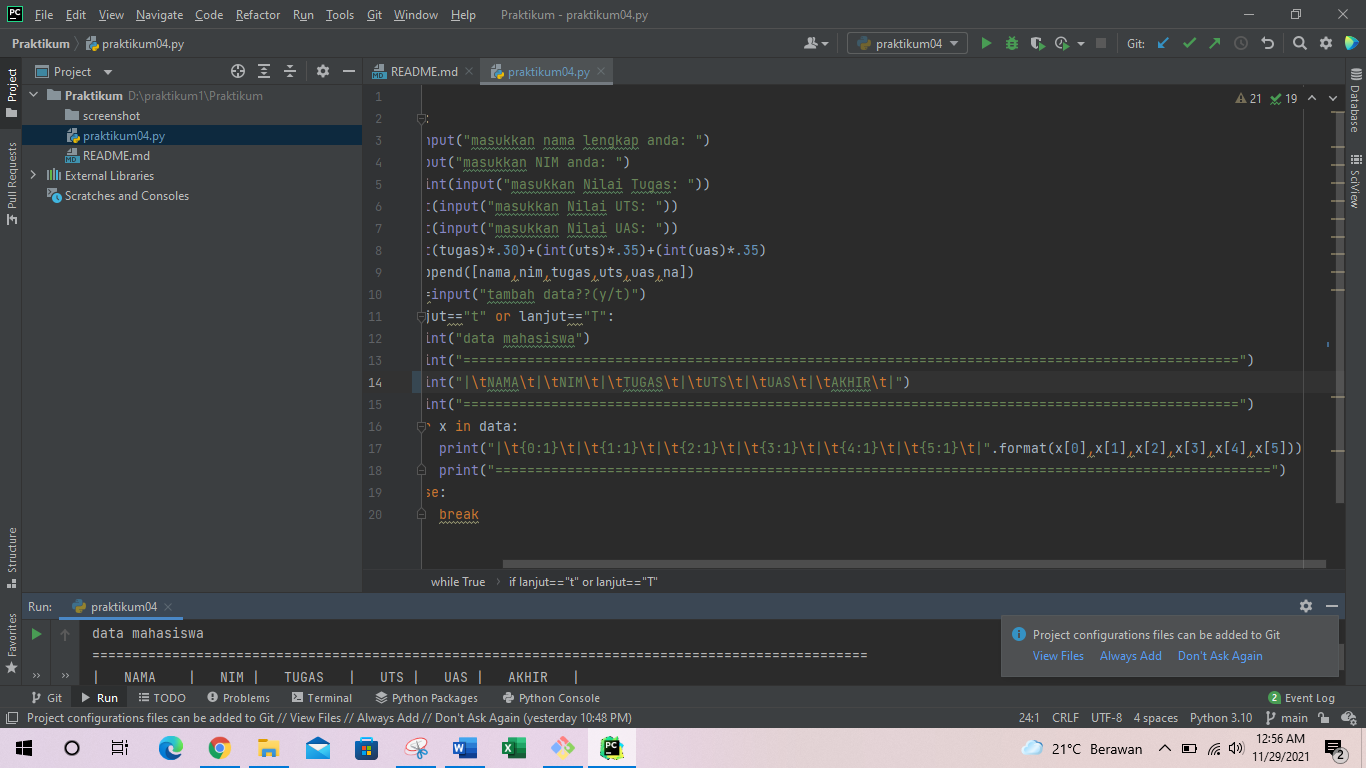 PC File Edit View Navigate Code Refactor Run Tools Git Window Help Praktikum - praktikum04.py
Praktikum praktikum04.py praktikum04 Git:
Project README.md praktikum04.py
Praktikum D:\praktikum1\Praktikum
screenshot
praktikum04.py
README.md
External Libraries
Scratches and Consoles
Project
Pull Requests
Structure
Favorites
Database
SciView
21 19
1
2 :
3 nput("masukkan nama lengkap anda: ")
4 put("masukkan NIM anda: ")
5 int(input("masukkan Nilai Tugas: "))
6 t(input("masukkan Nilai UTS: "))
7 t(input("masukkan Nilai UAS: "))
8 t(tugas)*.30)+(int(uts)*.35)+(int(uas)*.35)
9 ppend([nama,nim,tugas,uts,uas,na])
10 =input("tambah data??(y/t)")
11 jut=="t" or lanjut=="T":
12 int("data mahasiswa")
13 int("=================================================================================================")
14 int("|\tNAMA\t|\tNIM\t|\tTUGAS\t|\tUTS\t|\tUAS\t|\tAKHIR\t|")
15 int("=================================================================================================")
16 r x in data:
17 print("|\t{0:1}\t|\t{1:1}\t|\t{2:1}\t|\t{3:1}\t|\t{4:1}\t|\t{5:1}\t|".format(x[0],x[1],x[2],x[3],x[4],x[5]))
18 print("=================================================================================================")
19 se:
20 break
while True if lanjut=="t" or lanjut=="T"
Run: praktikum04
data mahasiswa
=================================================================================================
| NAMA | NIM | TUGAS | UTS | UAS | AKHIR |
Project configurations files can be added to Git
View Files Always Add Don't Ask Again
Git Run TODO Problems Terminal Python Packages Python Console 2 Event Log
Project configurations files can be added to Git // View Files // Always Add // Don't Ask Again (yesterday 10:48 PM) 24:1 CRLF UTF-8 4 spaces Python 3.10 main
21°C Berawan 12:56 AM
11/29/2021 2